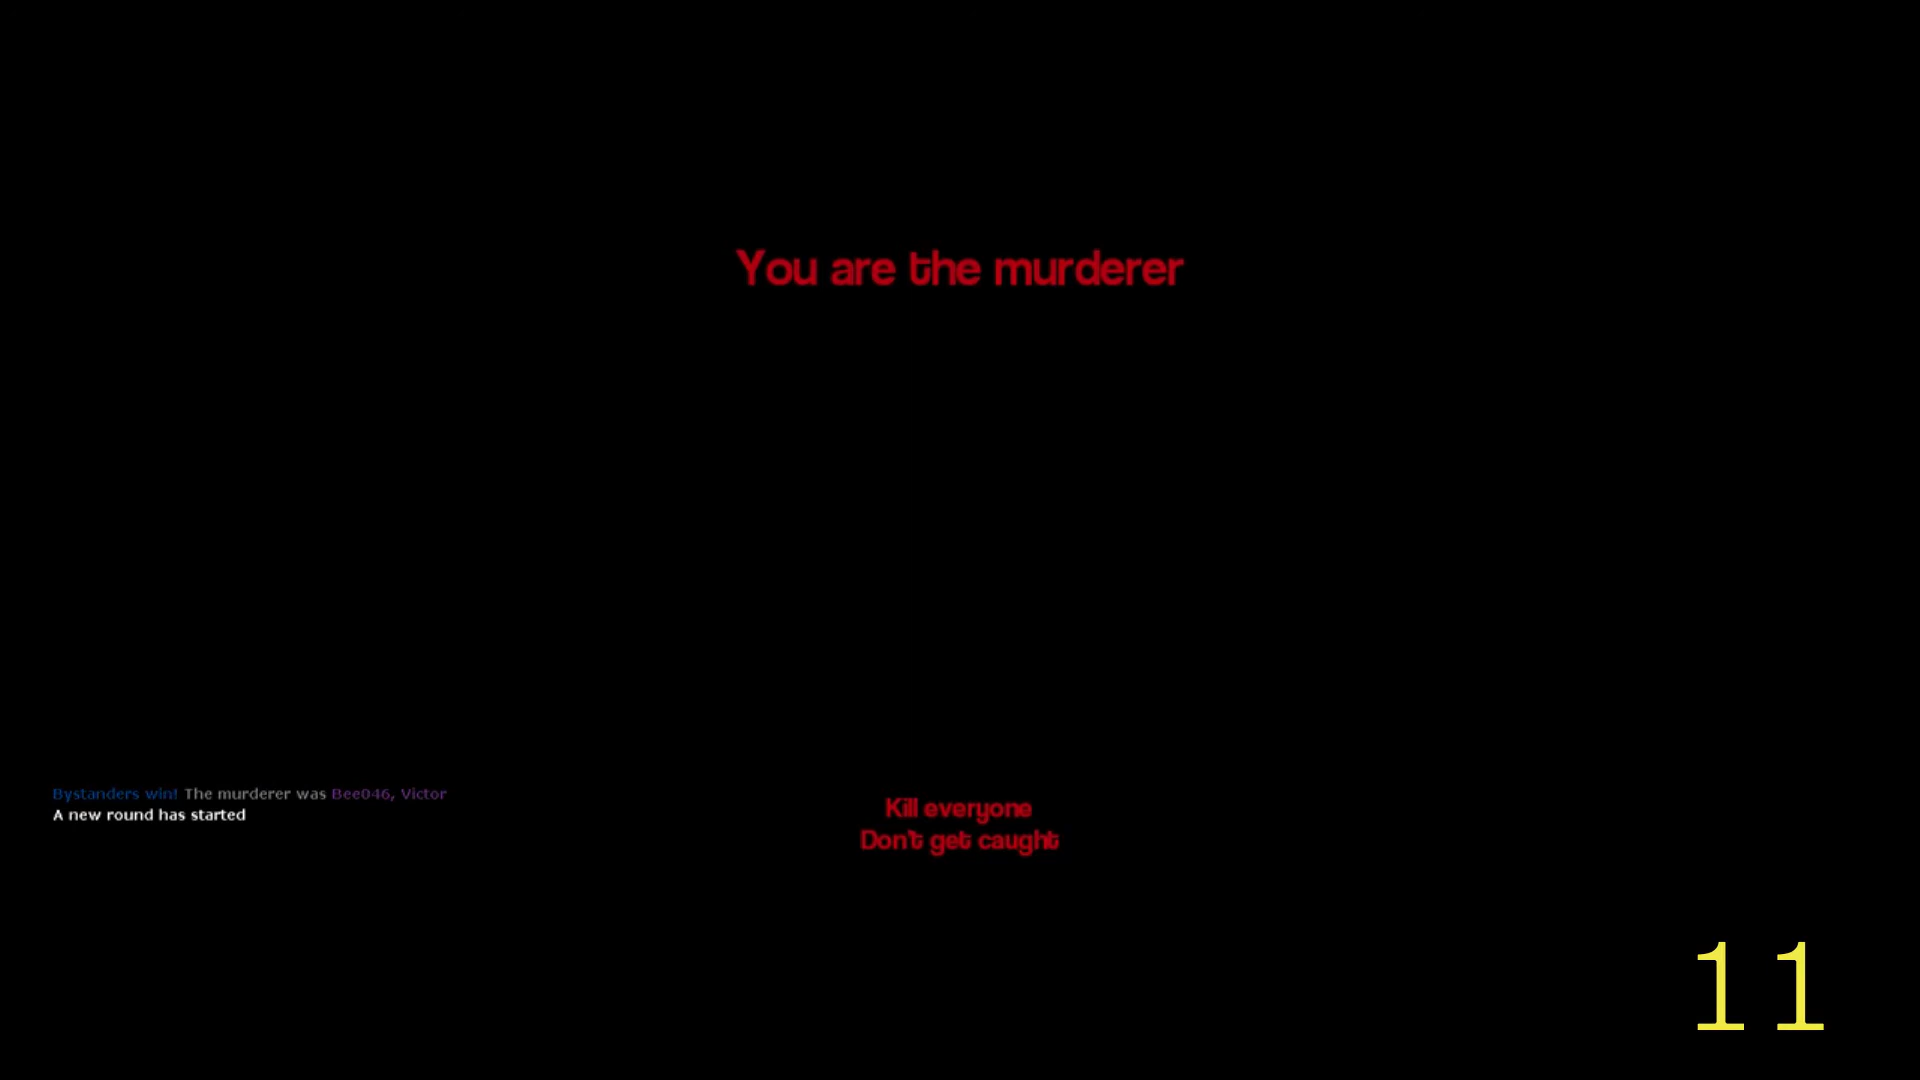 You are the murderer
Bystanders win! The murderer was Bee046, Victor
A new round has started
Kill everyone
Don't get caught
11